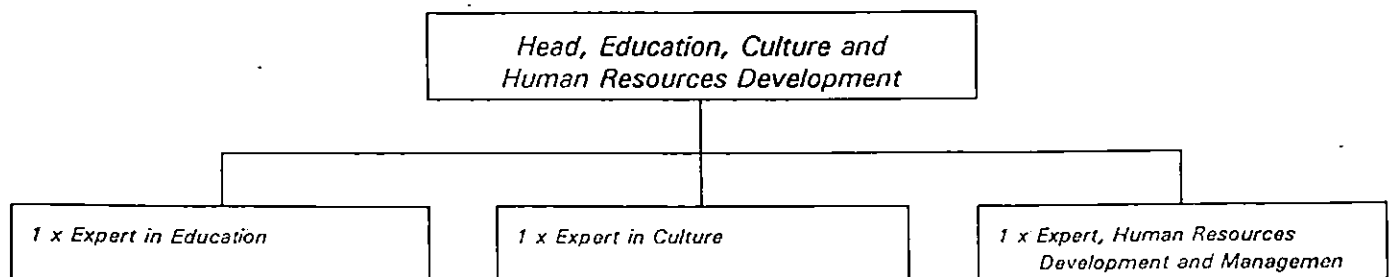 Head, Education, Culture and
Human Resources Development
1 x Expert in Education
1 x Expert in Culture
1 x Expert, Human Resources
Development and Managemen